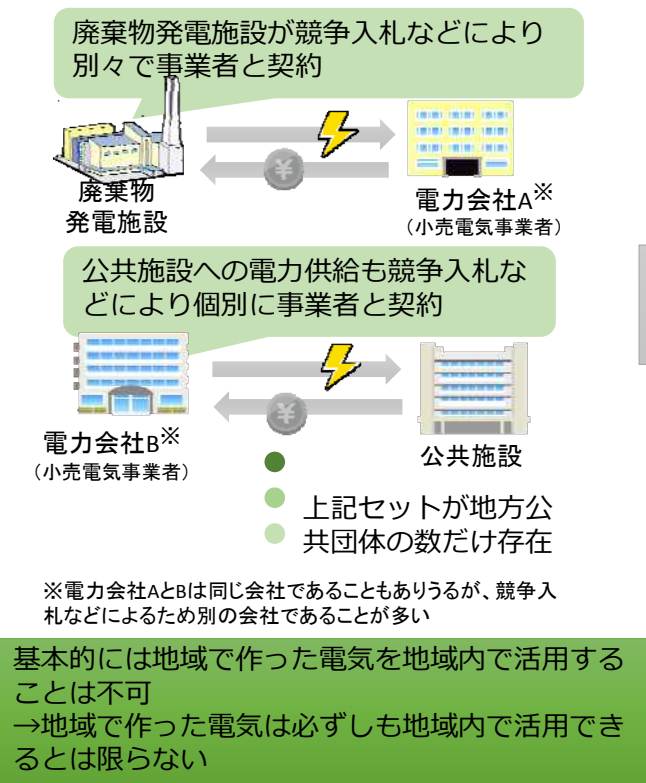 廃棄物発電施設が競争入札などにより
別々で事業者と契約
¥
廃棄物
発電施設
電力会社A※
（小売電気事業者）
公共施設への電力供給も競争入札な
どにより個別に事業者と契約
¥
電力会社B※
（小売電気事業者）
公共施設
上記セットが地方公
共団体の数だけ存在
※電力会社AとBは同じ会社であることもありうるが、競争入
札などによるため別の会社であることが多い
基本的には地域で作った電気を地域内で活用する
ことは不可
→地域で作った電気は必ずしも地域内で活用でき
るとは限らない